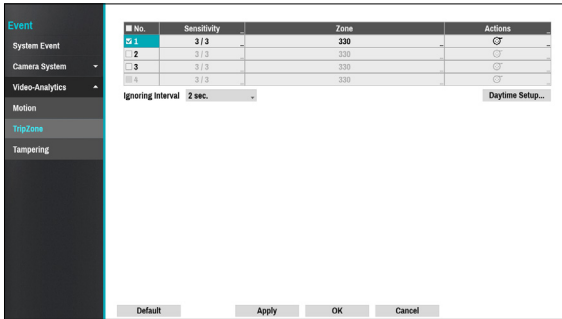 Event
System Event
Camera System
Video-Analytics
Motion
TripZone
Tampering
No. Sensitivity Zone Actions
1 3 / 3 330
2 3 / 3 330
3 3 / 3 330
4 3 / 3 330
Ignoring Interval 2 sec. Daytime Setup...
Default Apply OK Cancel